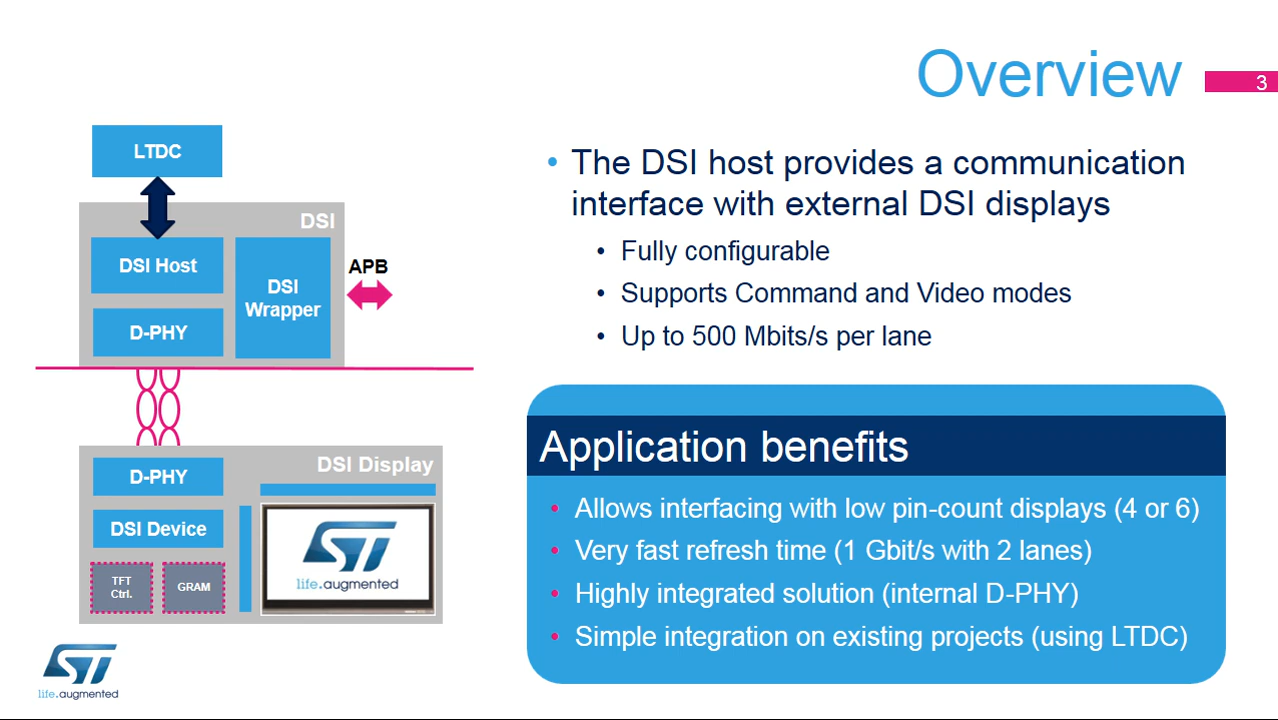 Overview
3
LTDC
DSI
DSI Host
DSI
Wrapper
APB
D-PHY
DSI Display
D-PHY
DSI Device
TFT
Ctrl.
GRAM
ST
life.augmented
ST
life.augmented
• The DSI host provides a communication
interface with external DSI displays
• Fully configurable
• Supports Command and Video modes
• Up to 500 Mbits/s per lane
Application benefits
• Allows interfacing with low pin-count displays (4 or 6)
• Very fast refresh time (1 Gbit/s with 2 lanes)
• Highly integrated solution (internal D-PHY)
• Simple integration on existing projects (using LTDC)